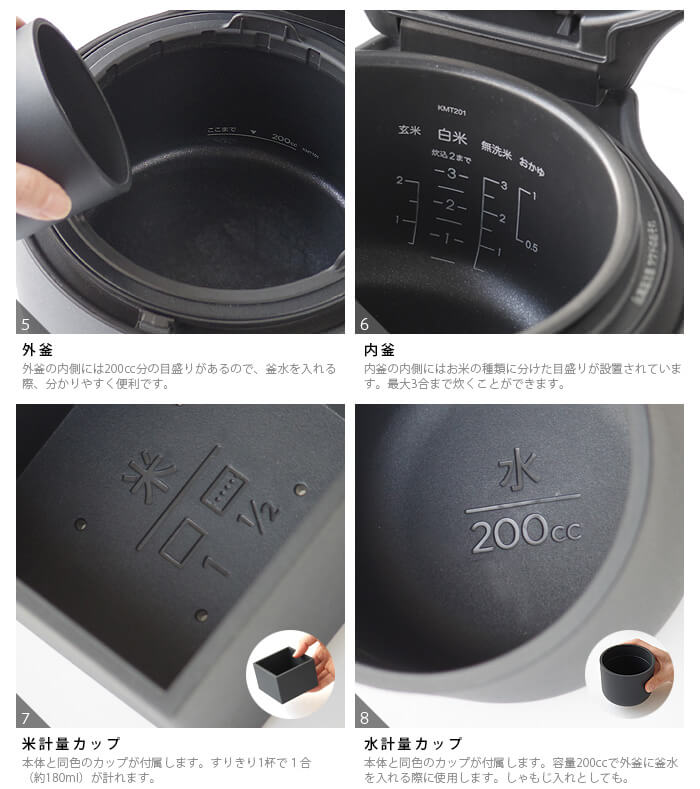 ここまで 200cc KMT201
5
外釜
外釜の内側には200cc分の目盛りがあるので、釜水を入れる
際、分かりやすく便利です。
KMT201
玄米 白米 無洗米 おかゆ
炊込2まで
2 3 3 1
2 2
1 1 1 0.5
6
内釜
内釜の内側にはお米の種類に分けた目盛りが設置されていま
す。最大3合まで炊くことができます。
米 1/2
1
7
米計量カップ
本体と同色のカップが付属します。すりきり1杯で１合
（約180ml）が計れます。
水
200cc
8
水計量カップ
本体と同色のカップが付属します。容量200ccで外釜に釜水
を入れる際に使用します。しゃもじ入れとしても。